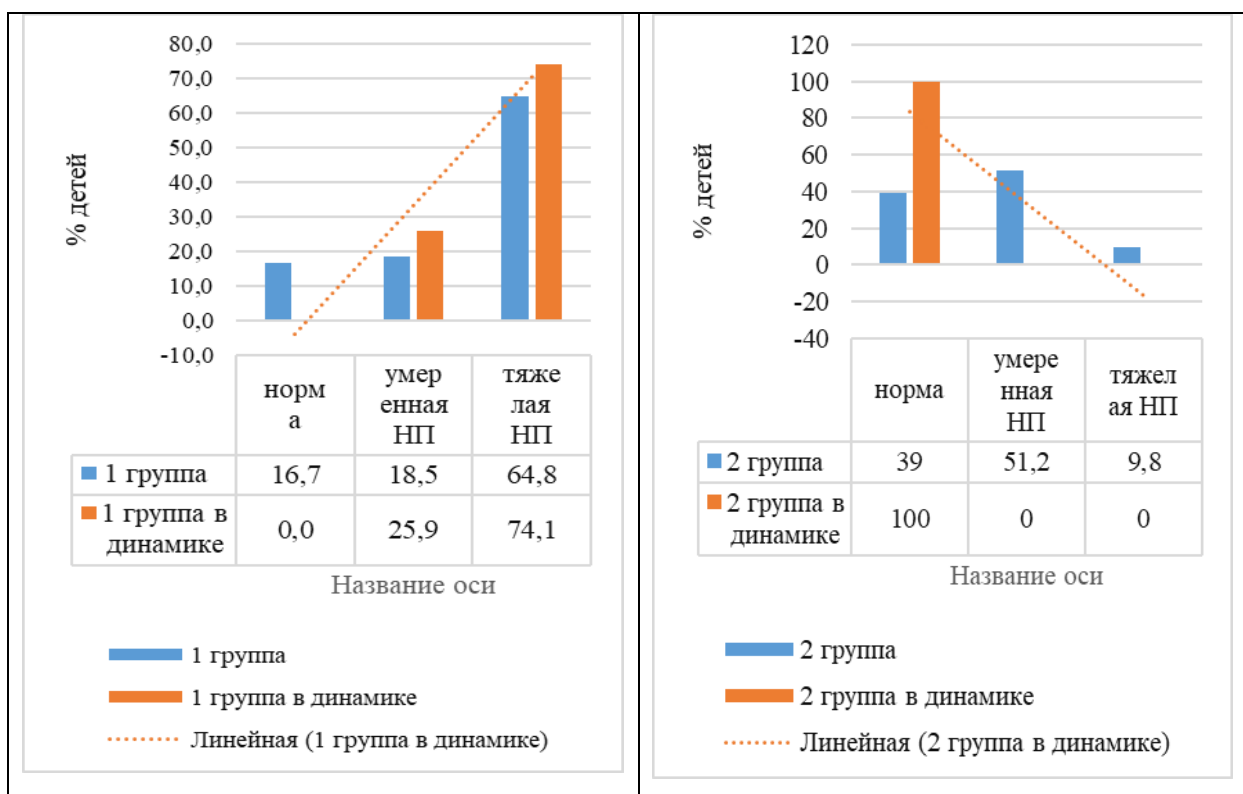 80,0
70,0
60,0
50,0
40,0
30,0
20,0
10,0
0,0
-10,0
% детей
норм
а
умер
енная
НП
тяже
лая
НП
1 группа 16,7 18,5 64,8
1 группа в
динамике
0,0 25,9 74,1
Название оси
1 группа
1 группа в динамике
Линейная (1 группа в динамике)
120
100
80
60
40
20
0
-20
-40
% детей
норма
умере
нная
НП
тяжел
ая НП
2 группа 39 51,2 9,8
2 группа в
динамике
100 0 0
Название оси
2 группа
2 группа в динамике
Линейная (2 группа в динамике)